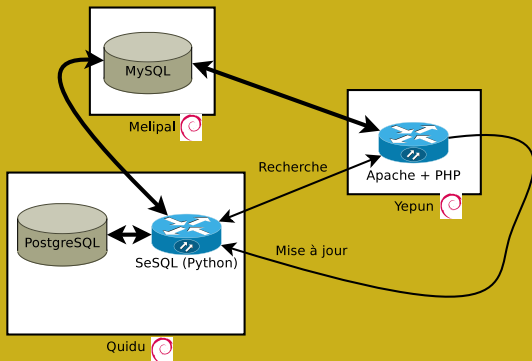 MySQL
Melipal
Recherche
Apache + PHP
Yepun
PostgreSQL
SeSQL (Python)
Mise à jour
Quidu